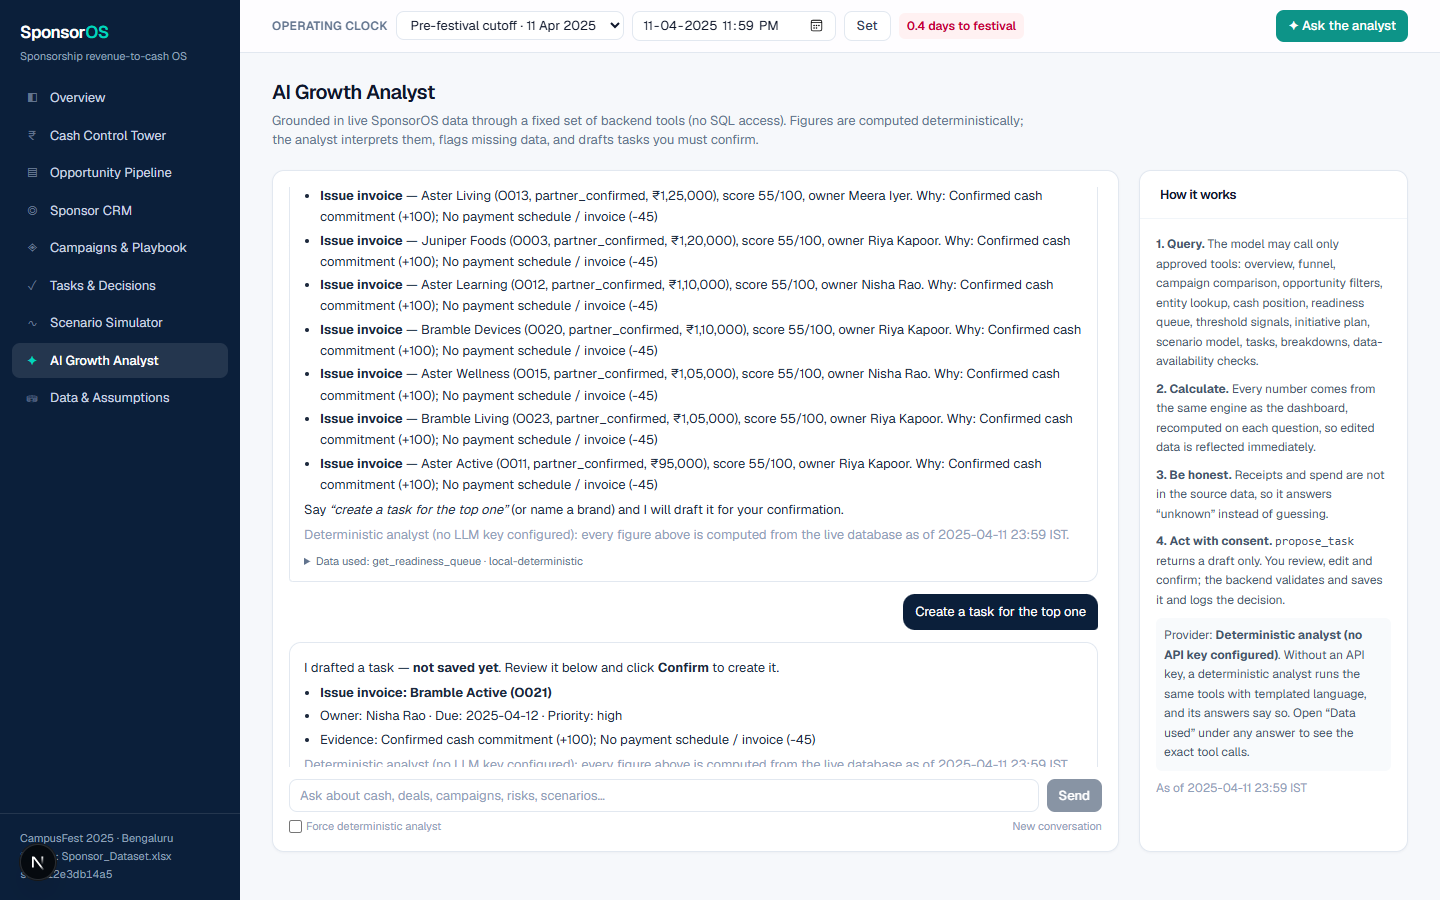 SponsorOS
Sponsorship revenue-to-cash OS
Overview
₹ Cash Control Tower
Opportunity Pipeline
Sponsor CRM
Campaigns & Playbook
✓ Tasks & Decisions
Scenario Simulator
AI Growth Analyst
Data & Assumptions
CampusFest 2025 · Bengaluru
: Sponsor_Dataset.xlsx
2e3db14a5
N
OPERATING CLOCK
Pre-festival cutoff · 11 Apr 2025
11-04-2025 11:59 PM
Set
0.4 days to festival
✦ Ask the analyst
AI Growth Analyst
Grounded in live SponsorOS data through a fixed set of backend tools (no SQL access). Figures are computed deterministically;
the analyst interprets them, flags missing data, and drafts tasks you must confirm.
• Issue invoice — Aster Living (O013, partner_confirmed, ₹1,25,000), score 55/100, owner Meera Iyer. Why: Confirmed cash
commitment (+100); No payment schedule / invoice (-45)
• Issue invoice — Juniper Foods (O003, partner_confirmed, ₹1,20,000), score 55/100, owner Riya Kapoor. Why: Confirmed cash
commitment (+100); No payment schedule / invoice (-45)
• Issue invoice — Aster Learning (O012, partner_confirmed, ₹1,10,000), score 55/100, owner Nisha Rao. Why: Confirmed cash
commitment (+100); No payment schedule / invoice (-45)
• Issue invoice — Bramble Devices (O020, partner_confirmed, ₹1,10,000), score 55/100, owner Riya Kapoor. Why: Confirmed cash
commitment (+100); No payment schedule / invoice (-45)
• Issue invoice — Aster Wellness (O015, partner_confirmed, ₹1,05,000), score 55/100, owner Nisha Rao. Why: Confirmed cash
commitment (+100); No payment schedule / invoice (-45)
• Issue invoice — Bramble Living (O023, partner_confirmed, ₹1,05,000), score 55/100, owner Riya Kapoor. Why: Confirmed cash
commitment (+100); No payment schedule / invoice (-45)
• Issue invoice — Aster Active (O011, partner_confirmed, ₹95,000), score 55/100, owner Riya Kapoor. Why: Confirmed cash
commitment (+100); No payment schedule / invoice (-45)
Say “create a task for the top one” (or name a brand) and I will draft it for your confirmation.
Deterministic analyst (no LLM key configured): every figure above is computed from the live database as of 2025-04-11 23:59 IST.
▶ Data used: get_readiness_queue · local-deterministic
Create a task for the top one
I drafted a task — not saved yet. Review it below and click Confirm to create it.
• Issue invoice: Bramble Active (O021)
• Owner: Nisha Rao · Due: 2025-04-12 · Priority: high
• Evidence: Confirmed cash commitment (+100); No payment schedule / invoice (-45)
Deterministic analyst (no LLM key configured): every figure above is computed from the live database as of 2025-04-11 23:59 IST.
Ask about cash, deals, campaigns, risks, scenarios…
Send
Force deterministic analyst
New conversation
How it works
1. Query. The model may call only
approved tools: overview, funnel,
campaign comparison, opportunity filters,
entity lookup, cash position, readiness
queue, threshold signals, initiative plan,
scenario model, tasks, breakdowns, data-
availability checks.
2. Calculate. Every number comes from
the same engine as the dashboard,
recomputed on each question, so edited
data is reflected immediately.
3. Be honest. Receipts and spend are not
in the source data, so it answers
“unknown” instead of guessing.
4. Act with consent. propose_task
returns a draft only. You review, edit and
confirm; the backend validates and saves
it and logs the decision.
Provider: Deterministic analyst (no
API key configured). Without an API
key, a deterministic analyst runs the
same tools with templated language,
and its answers say so. Open “Data
used” under any answer to see the
exact tool calls.
As of 2025-04-11 23:59 IST